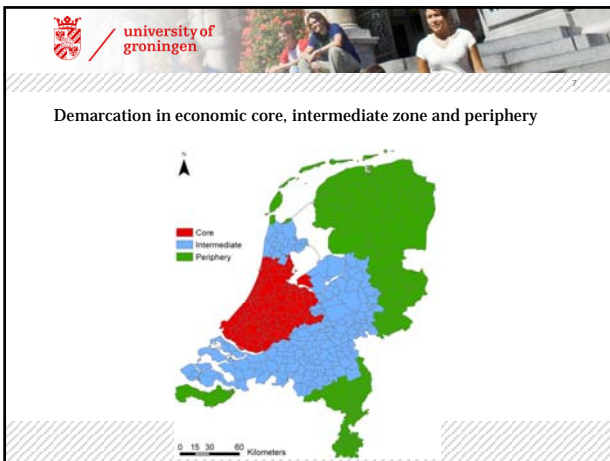 university of
groningen
7
Demarcation in economic core, intermediate zone and periphery
N
Core
Intermediate
Periphery
0 15 30 60 Kilometers